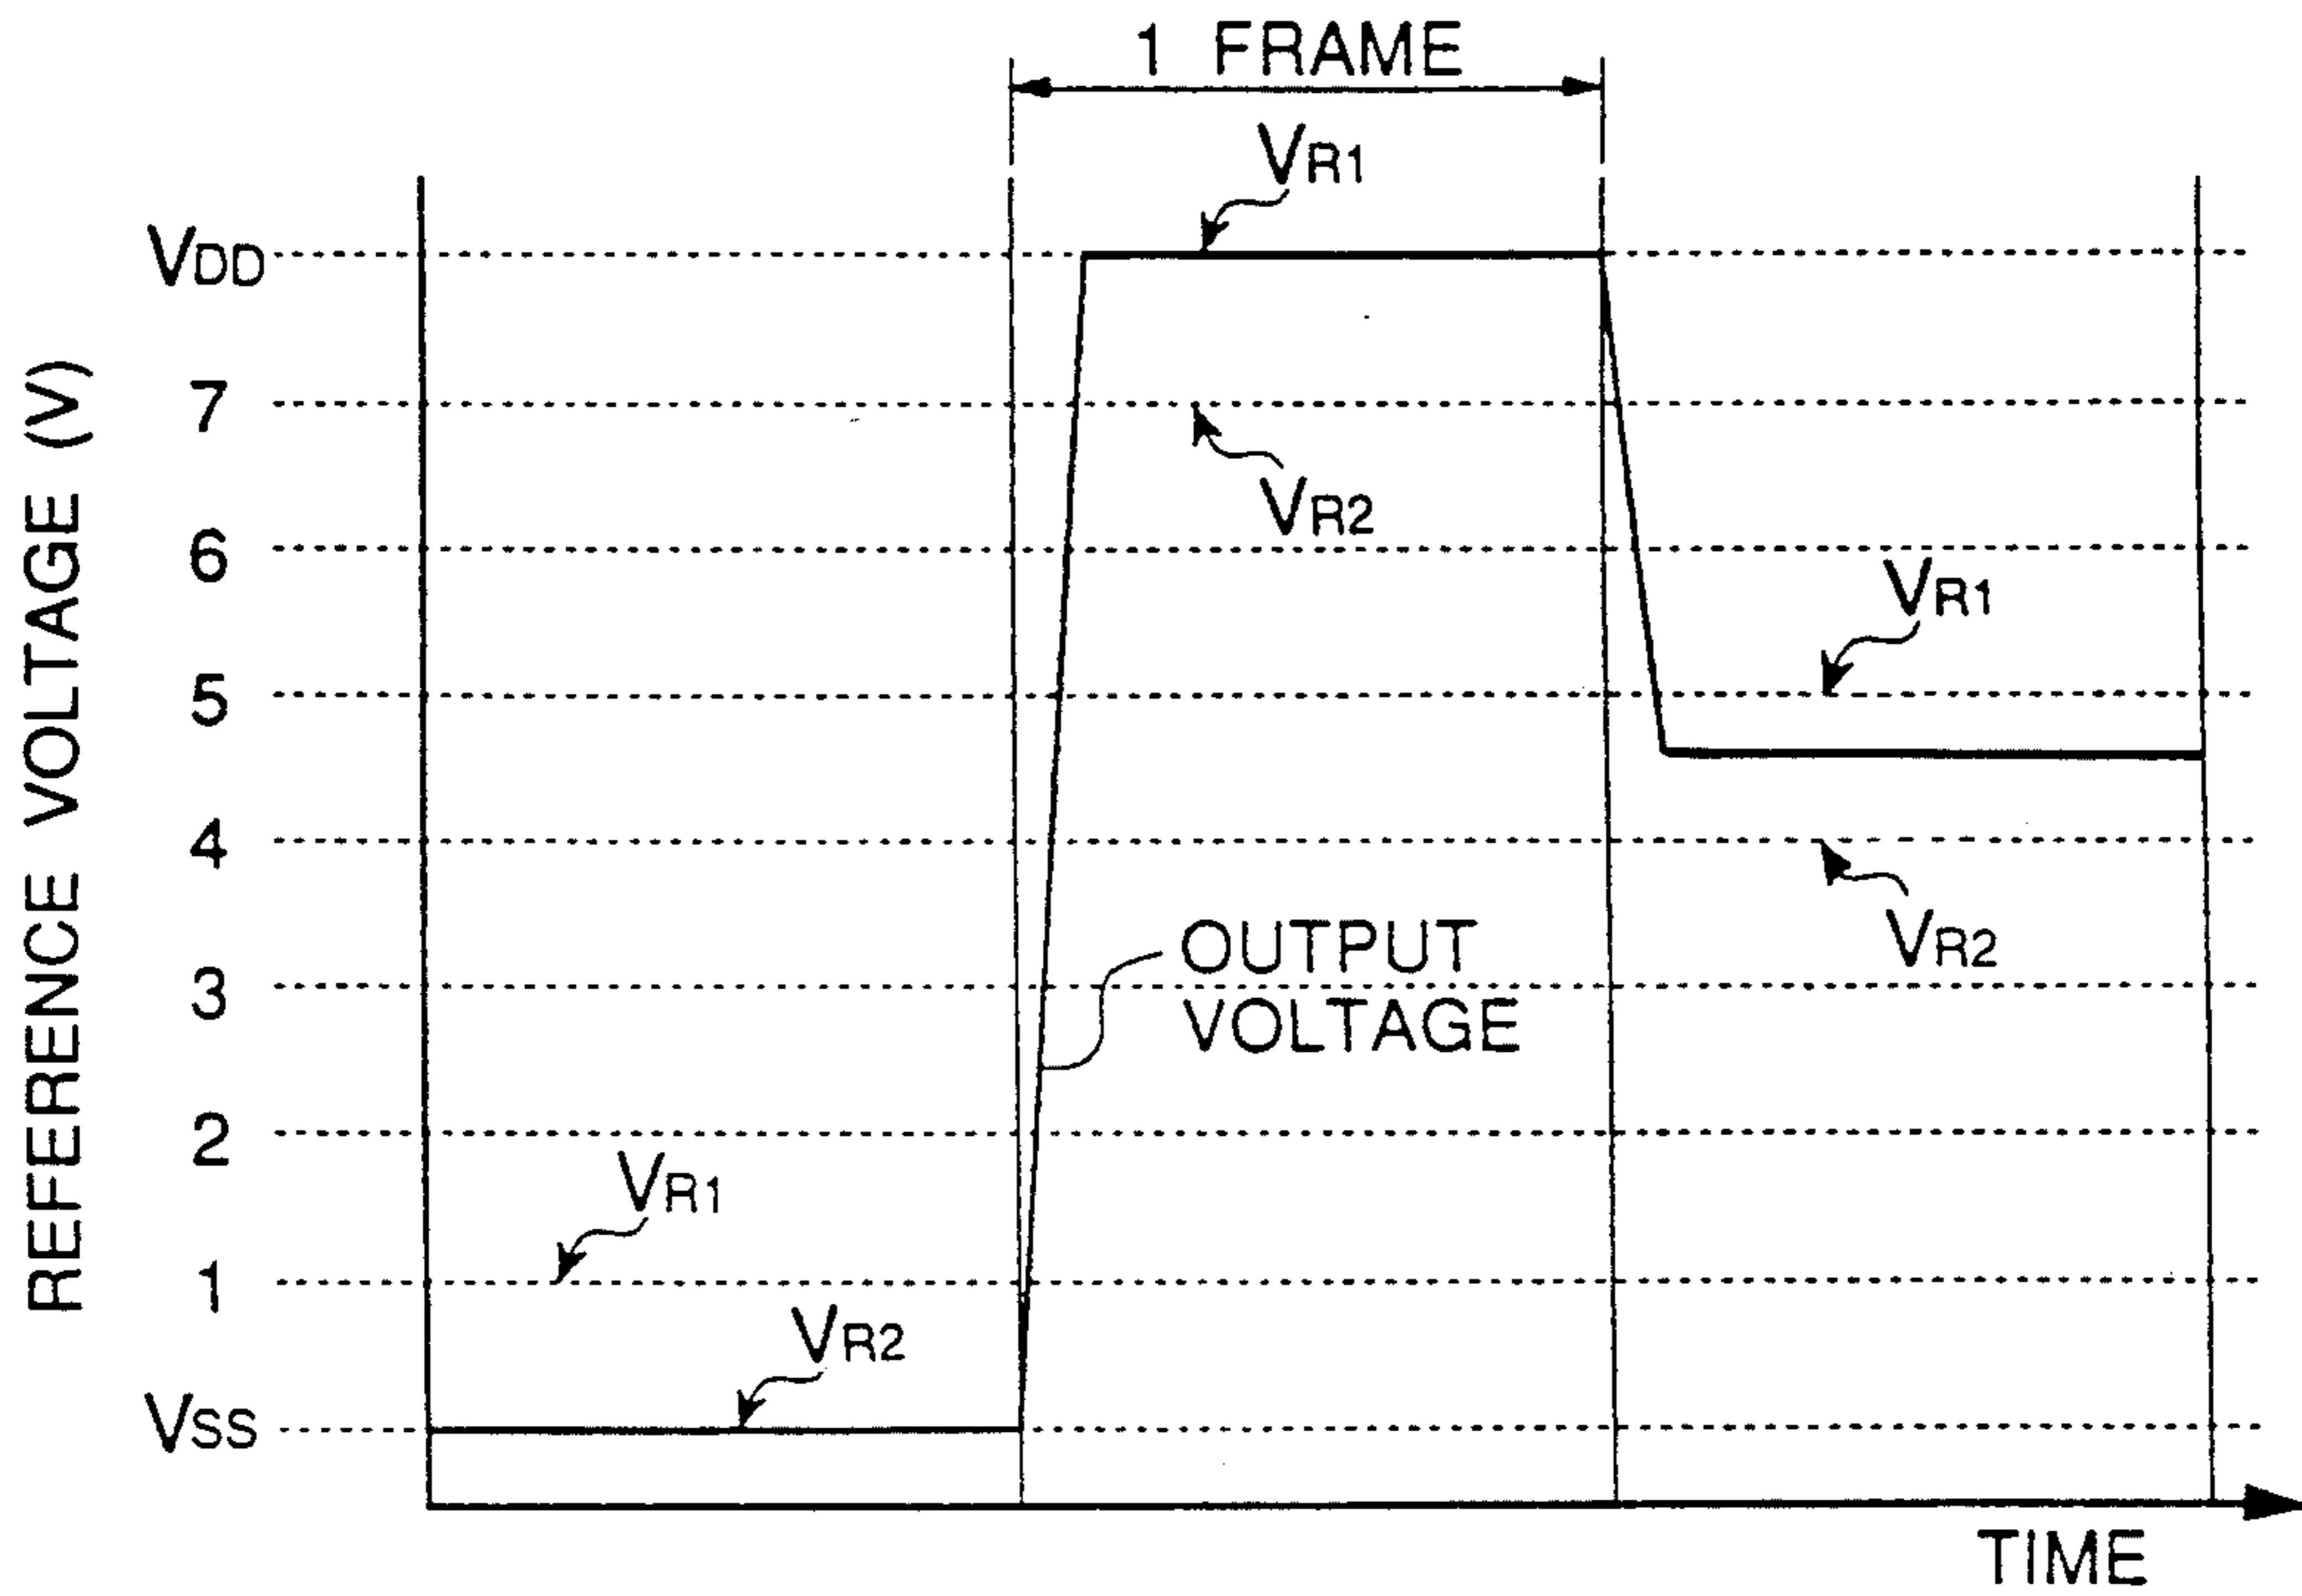 1 FRAME
VR1
VDD
7
VR2
6
VR1
5
4
OUTPUT
VOLTAGE
VR2
3
2
VR1
1
VR2
VSS
REFERENCE VOLTAGE (V)
TIME